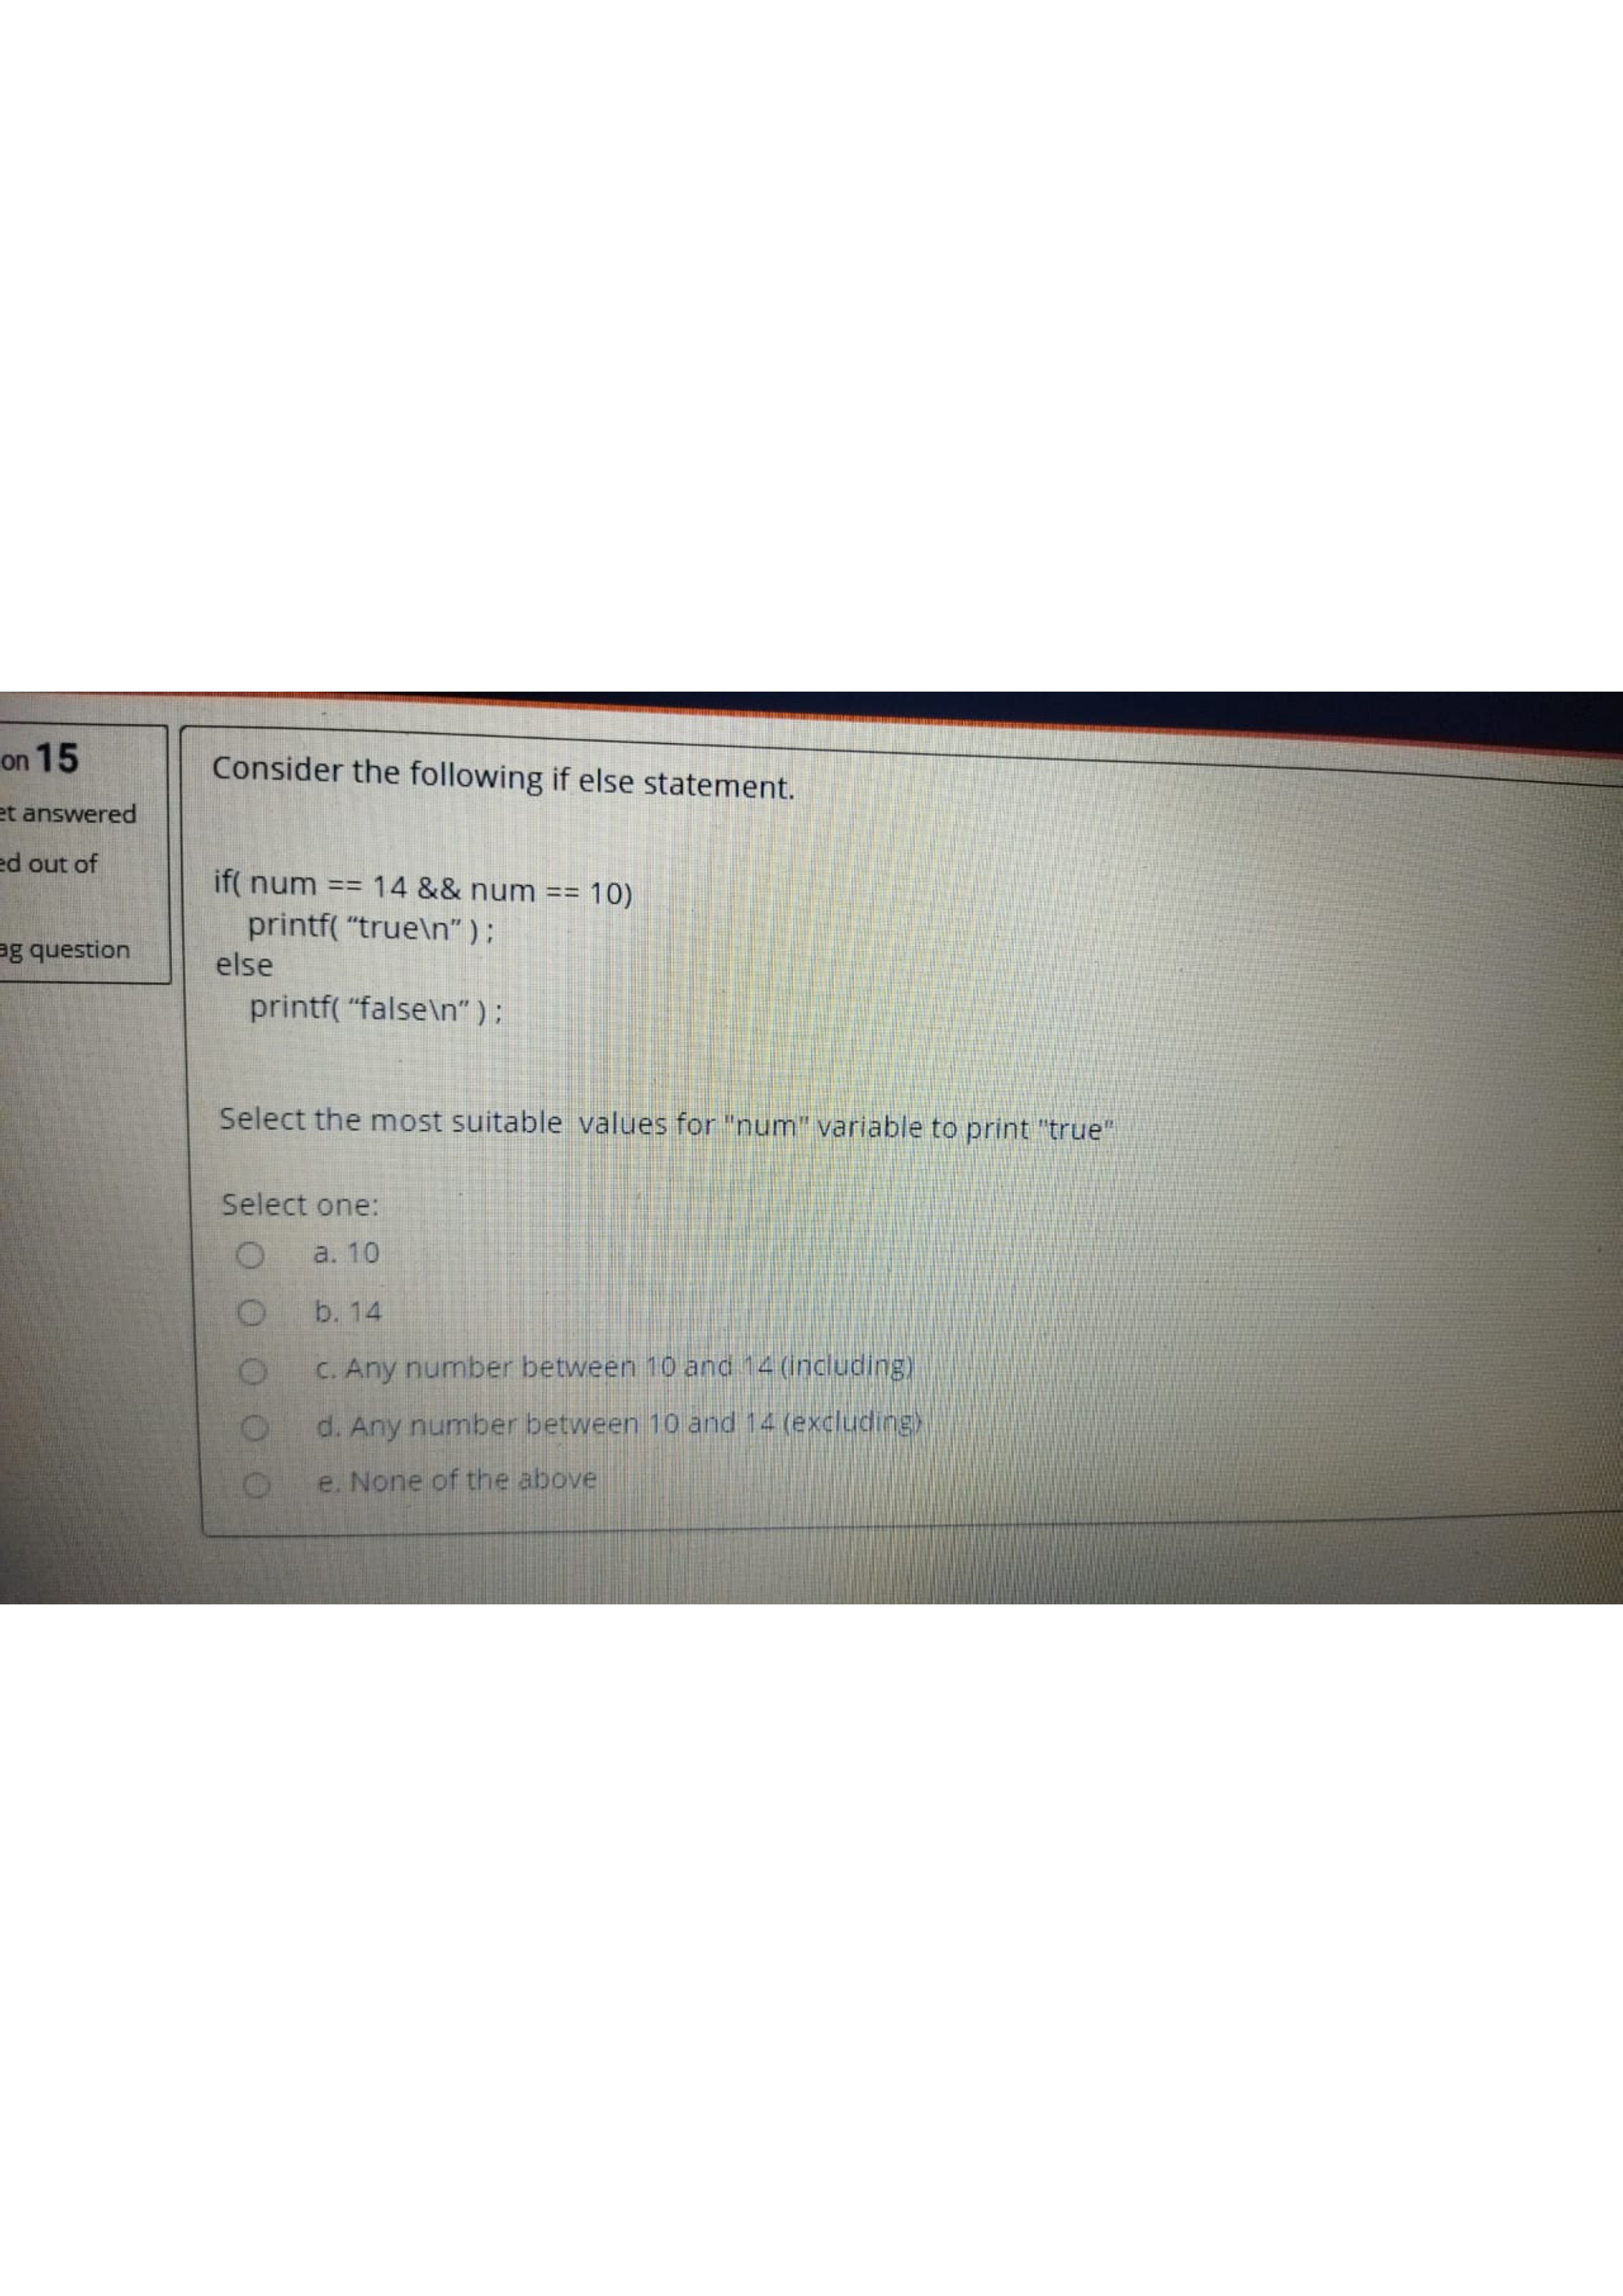 on 15
et answered
ed out of
ag question
Consider the following if else statement.
if( num == 14 && num == 10)
printf( “true\n” ) ;
else
printf( “false\n” ) ;
Select the most suitable values for "num" variable to print "true"
Select one:
a. 10
b. 14
c. Any number between 10 and 14 (including)
d. Any number between 10 and 14 (excluding)
e. None of the above